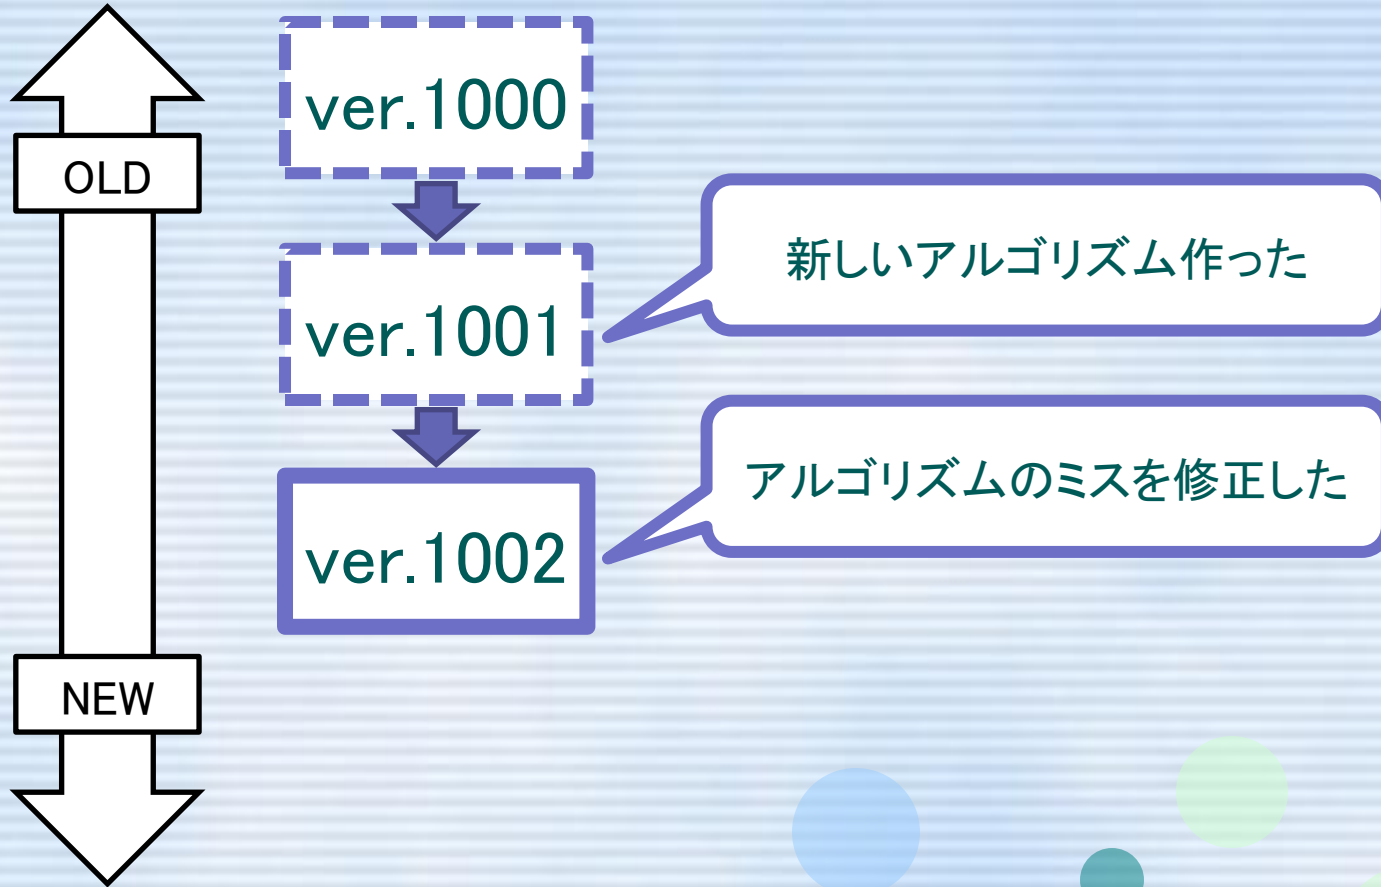 ver.1000
OLD
新しいアルゴリズム作った
ver.1001
アルゴリズムのミスを修正した
ver.1002
NEW